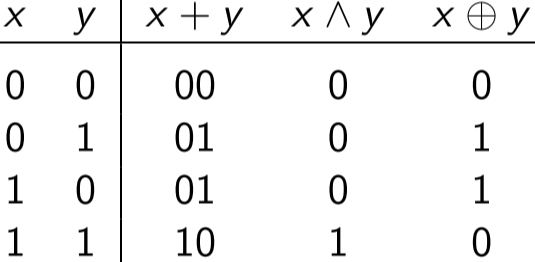 x y x + y x ∧ y x ⊕ y
0 0 00 0 0
0 1 01 0 1
1 0 01 0 1
1 1 10 1 0